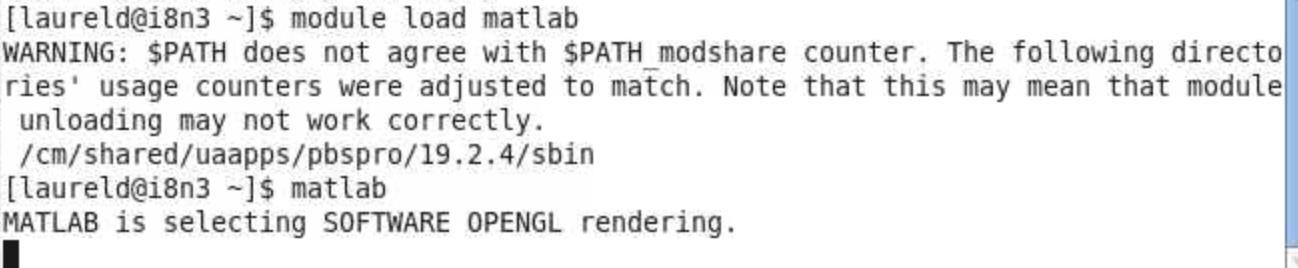 [laureld@i8n3 ~]$ module load matlab
WARNING: $PATH does not agree with $PATH_modshare counter. The following directo
ries' usage counters were adjusted to match. Note that this may mean that module
 unloading may not work correctly.
 /cm/shared/uaapps/pbspro/19.2.4/sbin
[laureld@i8n3 ~]$ matlab
MATLAB is selecting SOFTWARE OPENGL rendering.